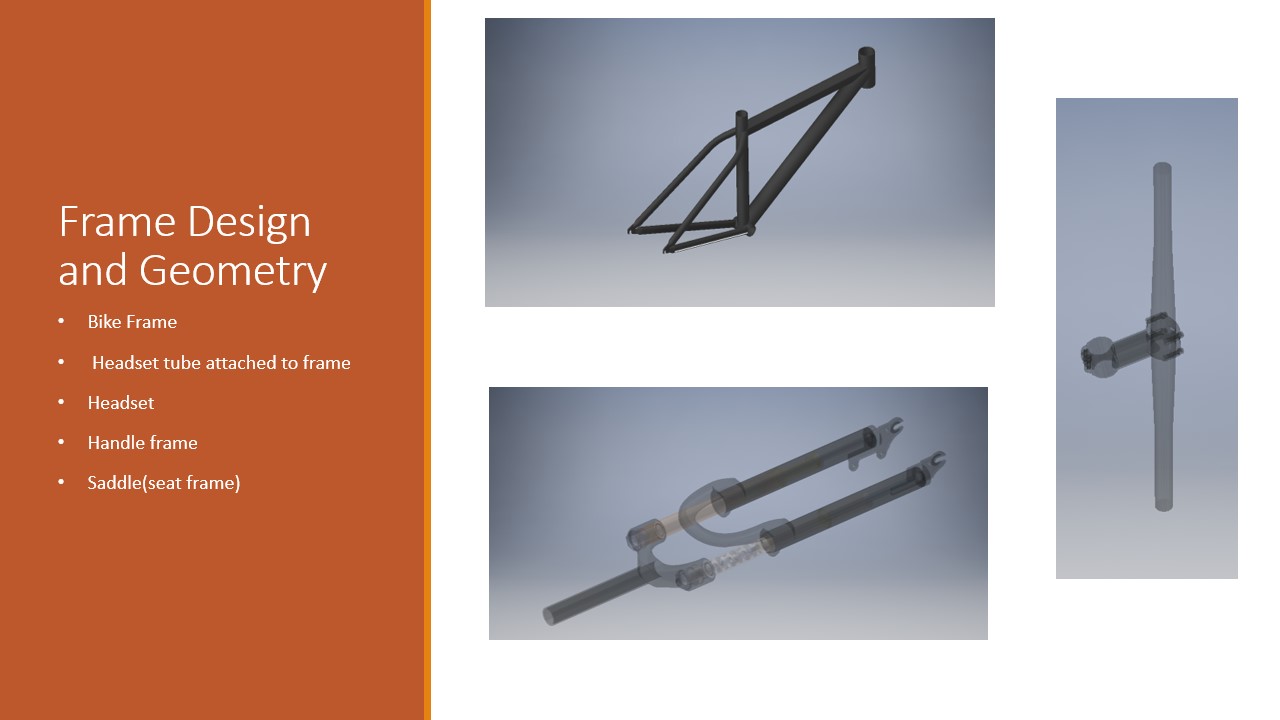 Frame Design
and Geometry
• Bike Frame
• Headset tube attached to frame
• Headset
• Handle frame
• Saddle(seat frame)